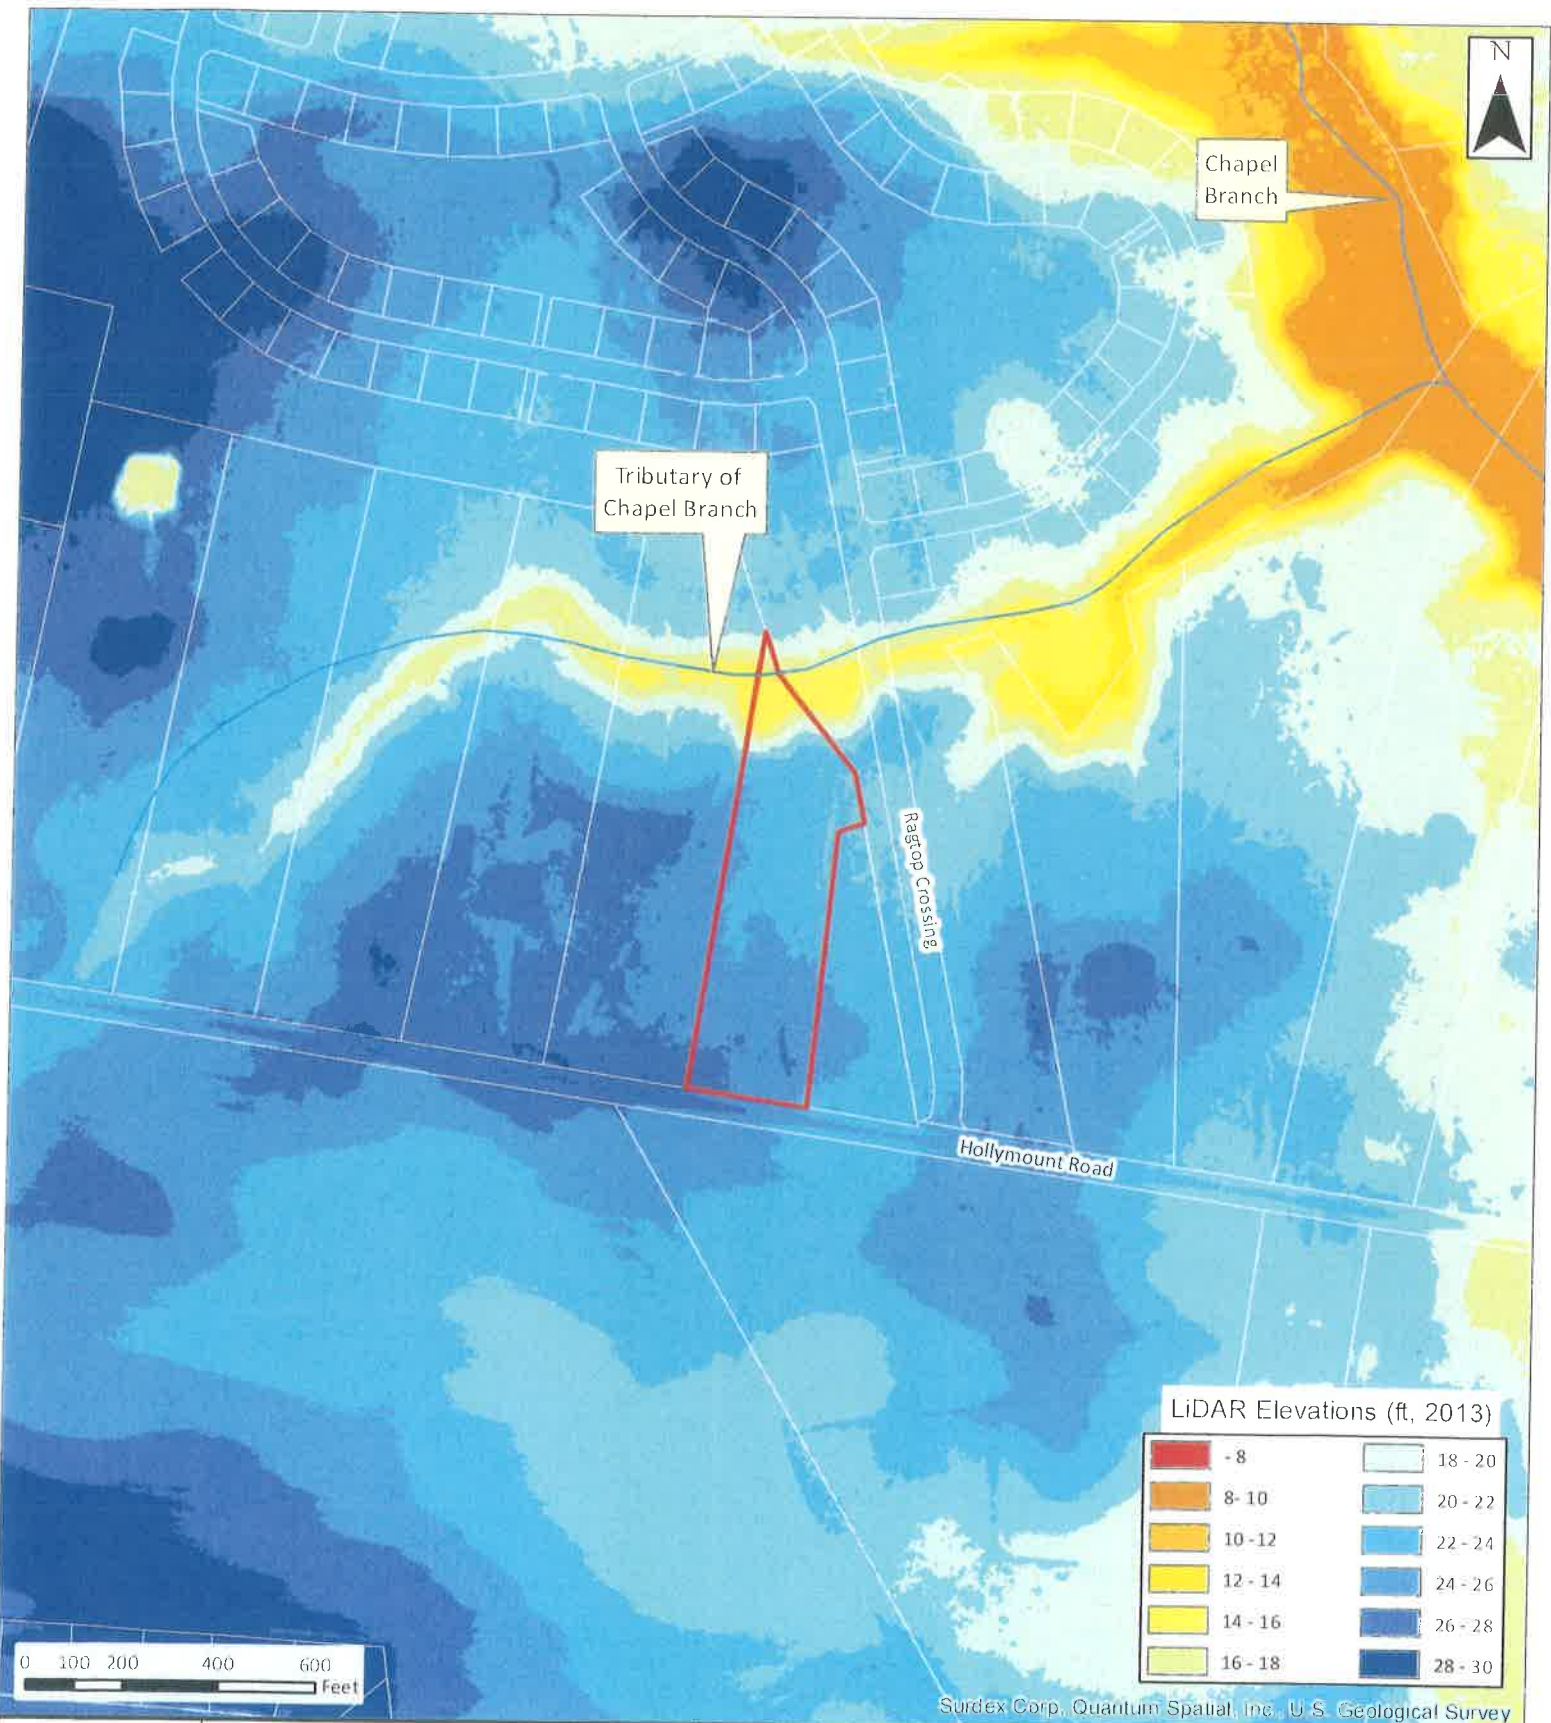 N
Chapel
Branch
Tributary of
Chapel Branch
Ragtop Crossing
Hollymount Road
LiDAR Elevations (ft, 2013)
- 8
8- 10
10 -12
12 - 14
14 - 16
16 - 18
18 - 20
20 - 22
22 - 24
24 - 26
26 - 28
28 - 30
0 100 200 400 600
Feet
Surdex Corp, Quantum Spatial, Inc., U.S. Geological Survey